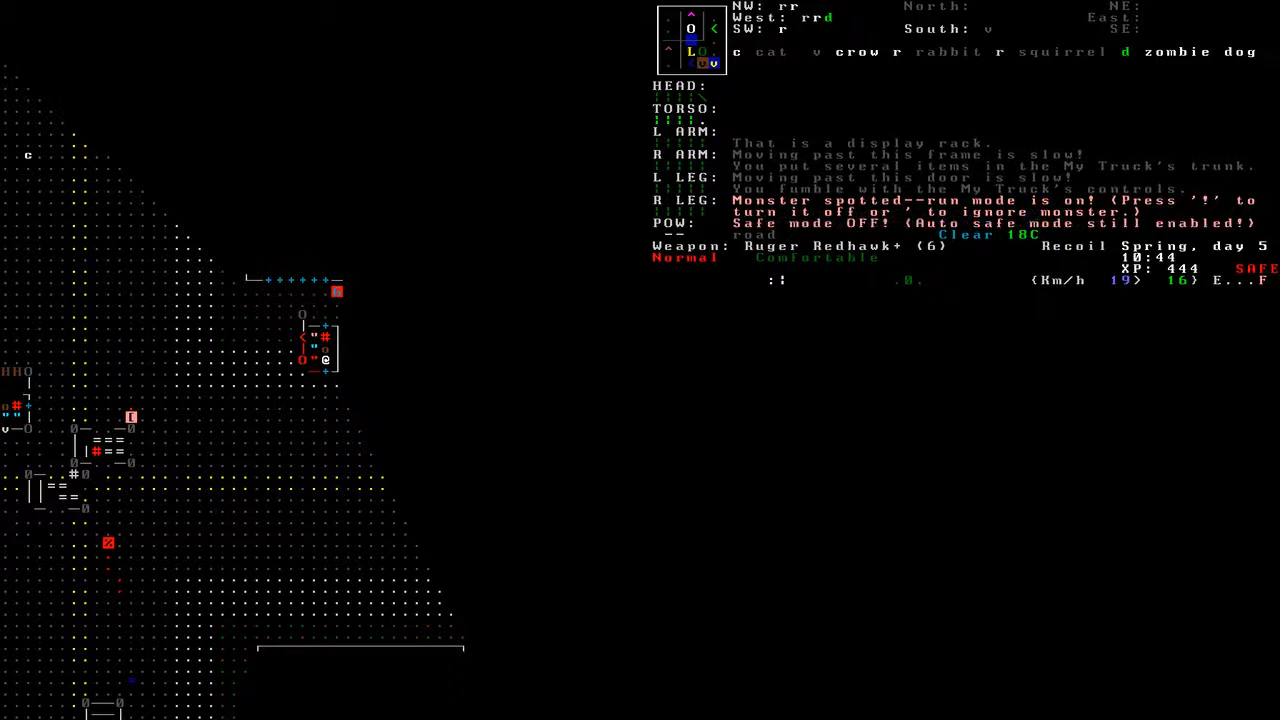 NW: rr North: NE:
West: rrd East:
SW: r South: v SE:
c cat v crow r rabbit r squirrel d zombie dog
HEAD:
TORSO:
L ARM:
That is a display rack.
R ARM: Moving past this frame is slow!
You put several items in the My Truck's trunk.
L LEG: Moving past this door is slow!
You fumble with the My Truck's controls.
R LEG: Monster spotted--run mode is on! (Press '!' to
turn it off or ' to ignore monster.)
POW: Safe mode OFF! (Auto safe mode still enabled!)
-- road Clear 18C
Weapon: Ruger Redhawk+ (6) Recoil Spring, day 5
Normal Comfortable 10:44
XP: 444 SAFE
.0. {Km/h 19> 16} E...F